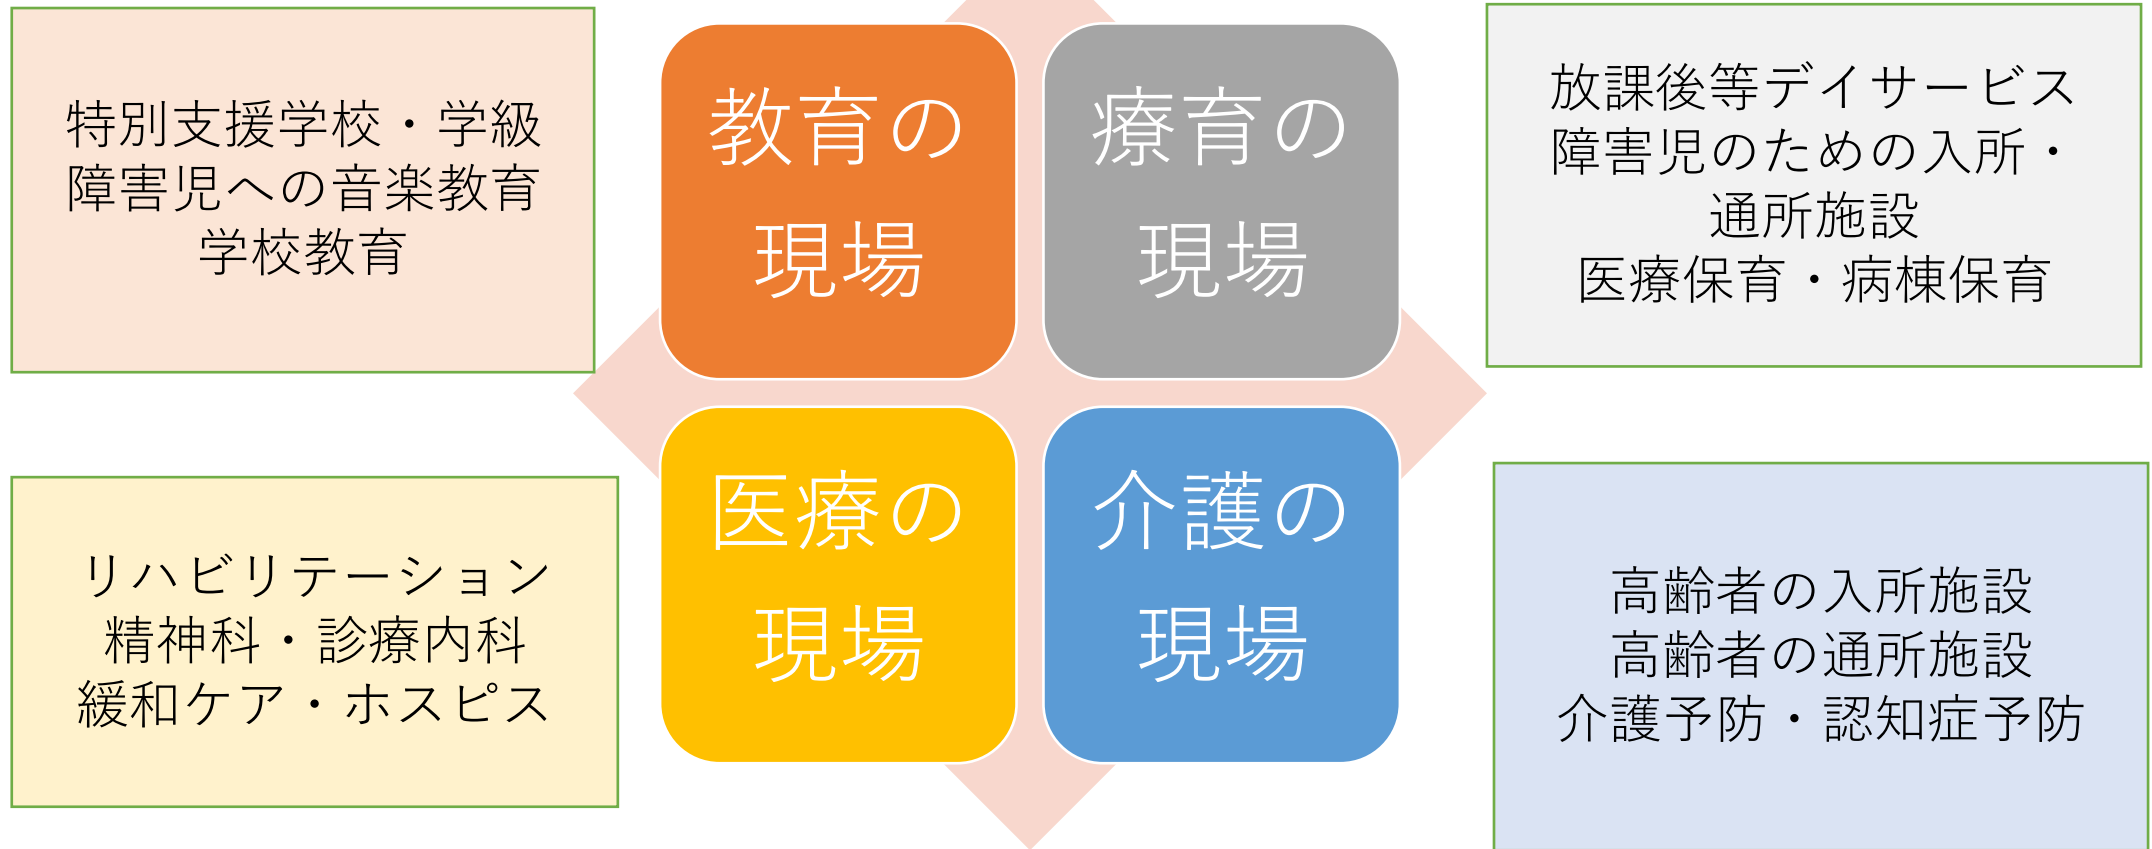 特別支援学校・学級
障害児への音楽教育
学校教育
教育の
現場
療育の
現場
放課後等デイサービス
障害児のための入所・
通所施設
医療保育・病棟保育
リハビリテーション
精神科・診療内科
緩和ケア・ホスピス
医療の
現場
介護の
現場
高齢者の入所施設
高齢者の通所施設
介護予防・認知症予防